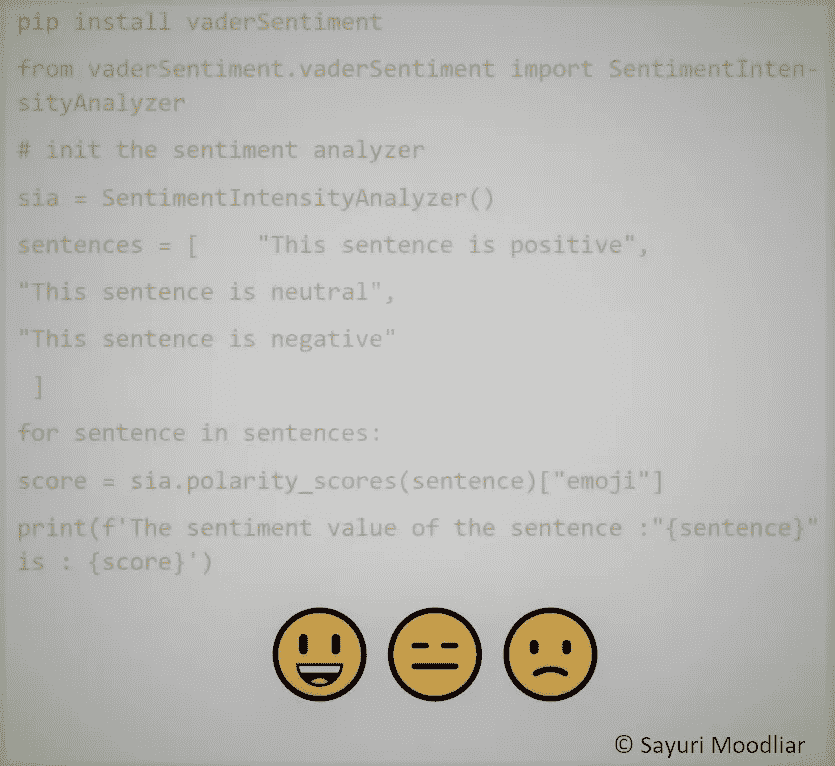 pip install vaderSentiment
from vaderSentiment.vaderSentiment import SentimentInten-
sityAnalyzer
# init the sentiment analyzer
sia = SentimentIntensityAnalyzer()
sentences = [    "This sentence is positive",
"This sentence is neutral",
"This sentence is negative"
]
for sentence in sentences:
score = sia.polarity_scores(sentence)["emoji"]
print(f'The sentiment value of the sentence :"{sentence}"
is : {score}')
© Sayuri Moodliar